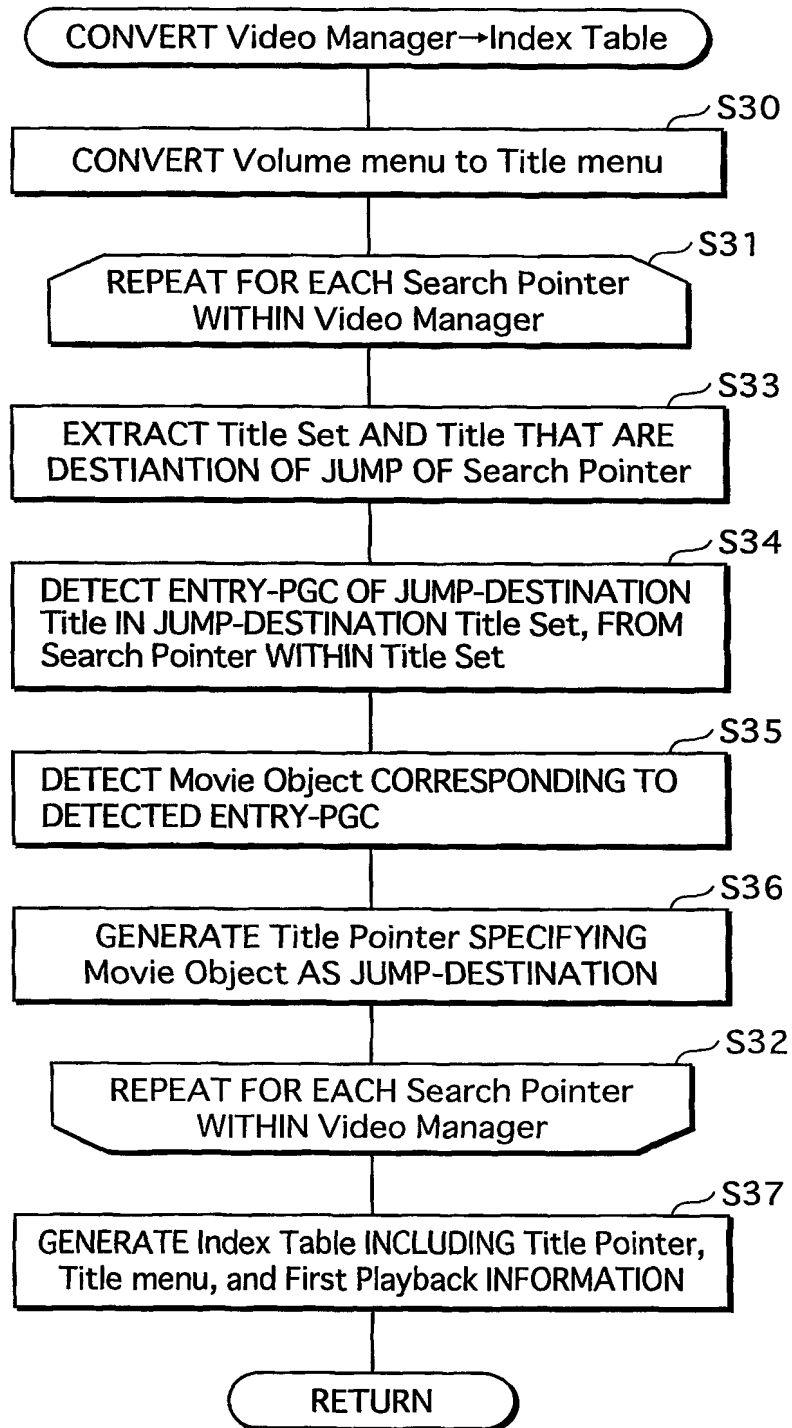 CONVERT Video Manager→Index Table
S30
CONVERT Volume menu to Title menu
S31
REPEAT FOR EACH Search Pointer
WITHIN Video Manager
S33
EXTRACT Title Set AND Title THAT ARE
DESTIANTION OF JUMP OF Search Pointer
S34
DETECT ENTRY-PGC OF JUMP-DESTINATION
Title IN JUMP-DESTINATION Title Set, FROM
Search Pointer WITHIN Title Set
S35
DETECT Movie Object CORRESPONDING TO
DETECTED ENTRY-PGC
S36
GENERATE Title Pointer SPECIFYING
Movie Object AS JUMP-DESTINATION
S32
REPEAT FOR EACH Search Pointer
WITHIN Video Manager
S37
GENERATE Index Table INCLUDING Title Pointer,
Title menu, and First Playback INFORMATION
RETURN